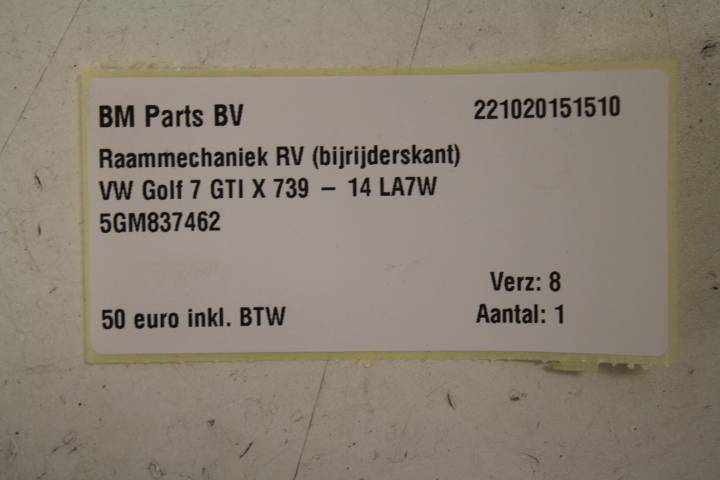 BM Parts BV 221020151510
Raammechaniek RV (bijrijderskant)
VW Golf 7 GTI X 739 – 14 LA7W
5GM837462
Verz: 8
50 euro inkl. BTW Aantal: 1